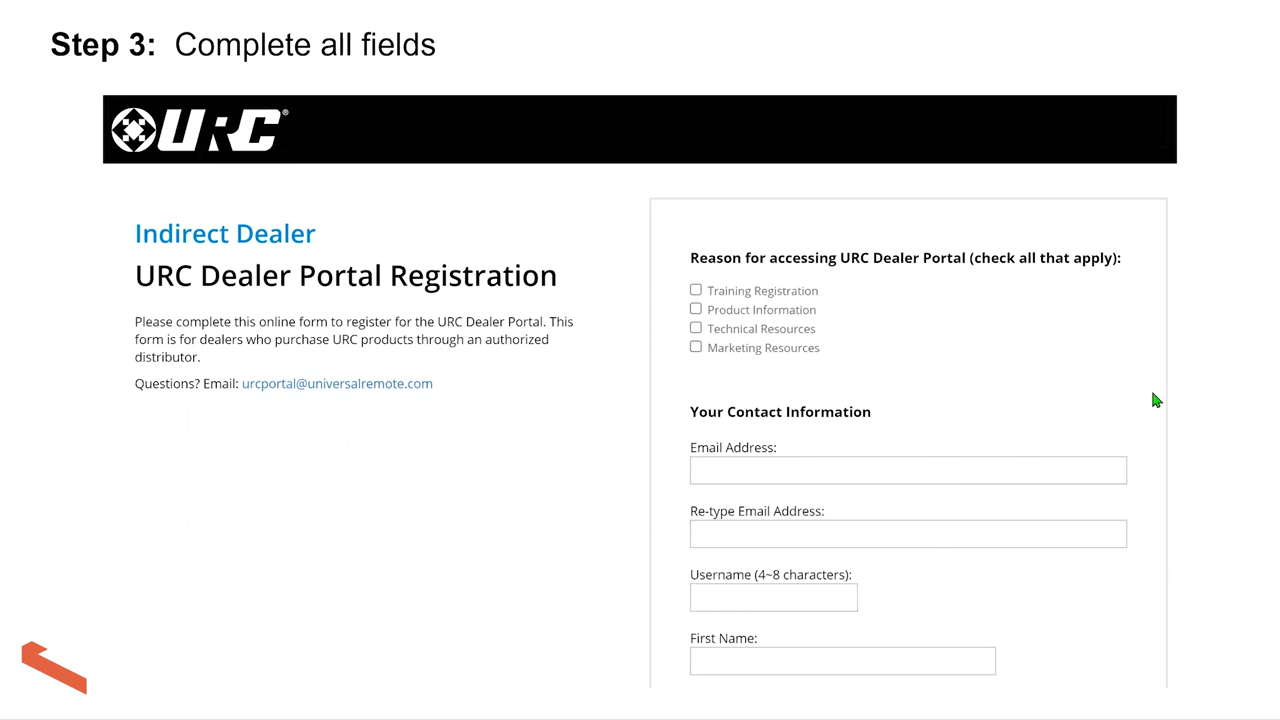 Step 3: Complete all fields
URC®
Indirect Dealer
URC Dealer Portal Registration
Please complete this online form to register for the URC Dealer Portal. This
form is for dealers who purchase URC products through an authorized
distributor.
Questions? Email: urcportal@universalremote.com
Reason for accessing URC Dealer Portal (check all that apply):
Training Registration
Product Information
Technical Resources
Marketing Resources
Your Contact Information
Email Address:
Re-type Email Address:
Username (4~8 characters):
First Name: